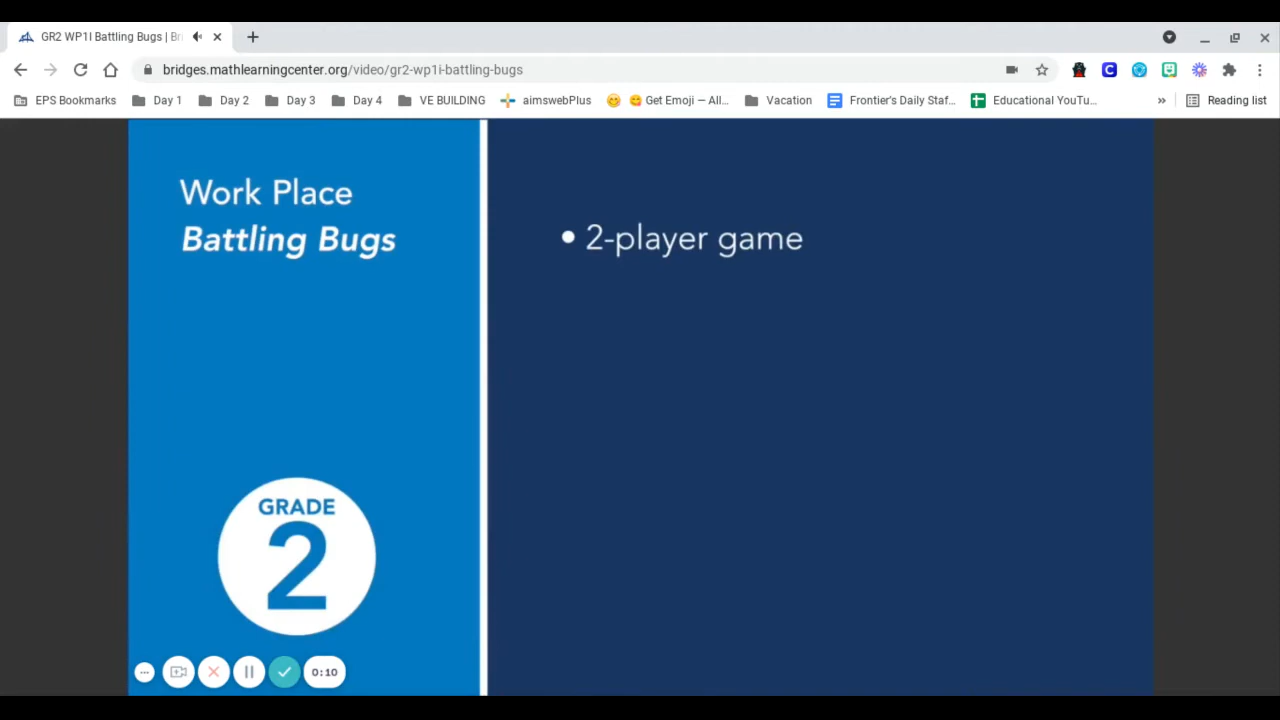 GR2 WP1I Battling Bugs | Bri
bridges.mathlearningcenter.org/video/gr2-wp1i-battling-bugs
EPS Bookmarks Day 1 Day 2 Day 3 Day 4 VE BUILDING aimswebPlus Get Emoji — All... Vacation Frontier's Daily Staf... Educational YouTu... » Reading list
Work Place
Battling Bugs
• 2-player game
GRADE
2
0:10